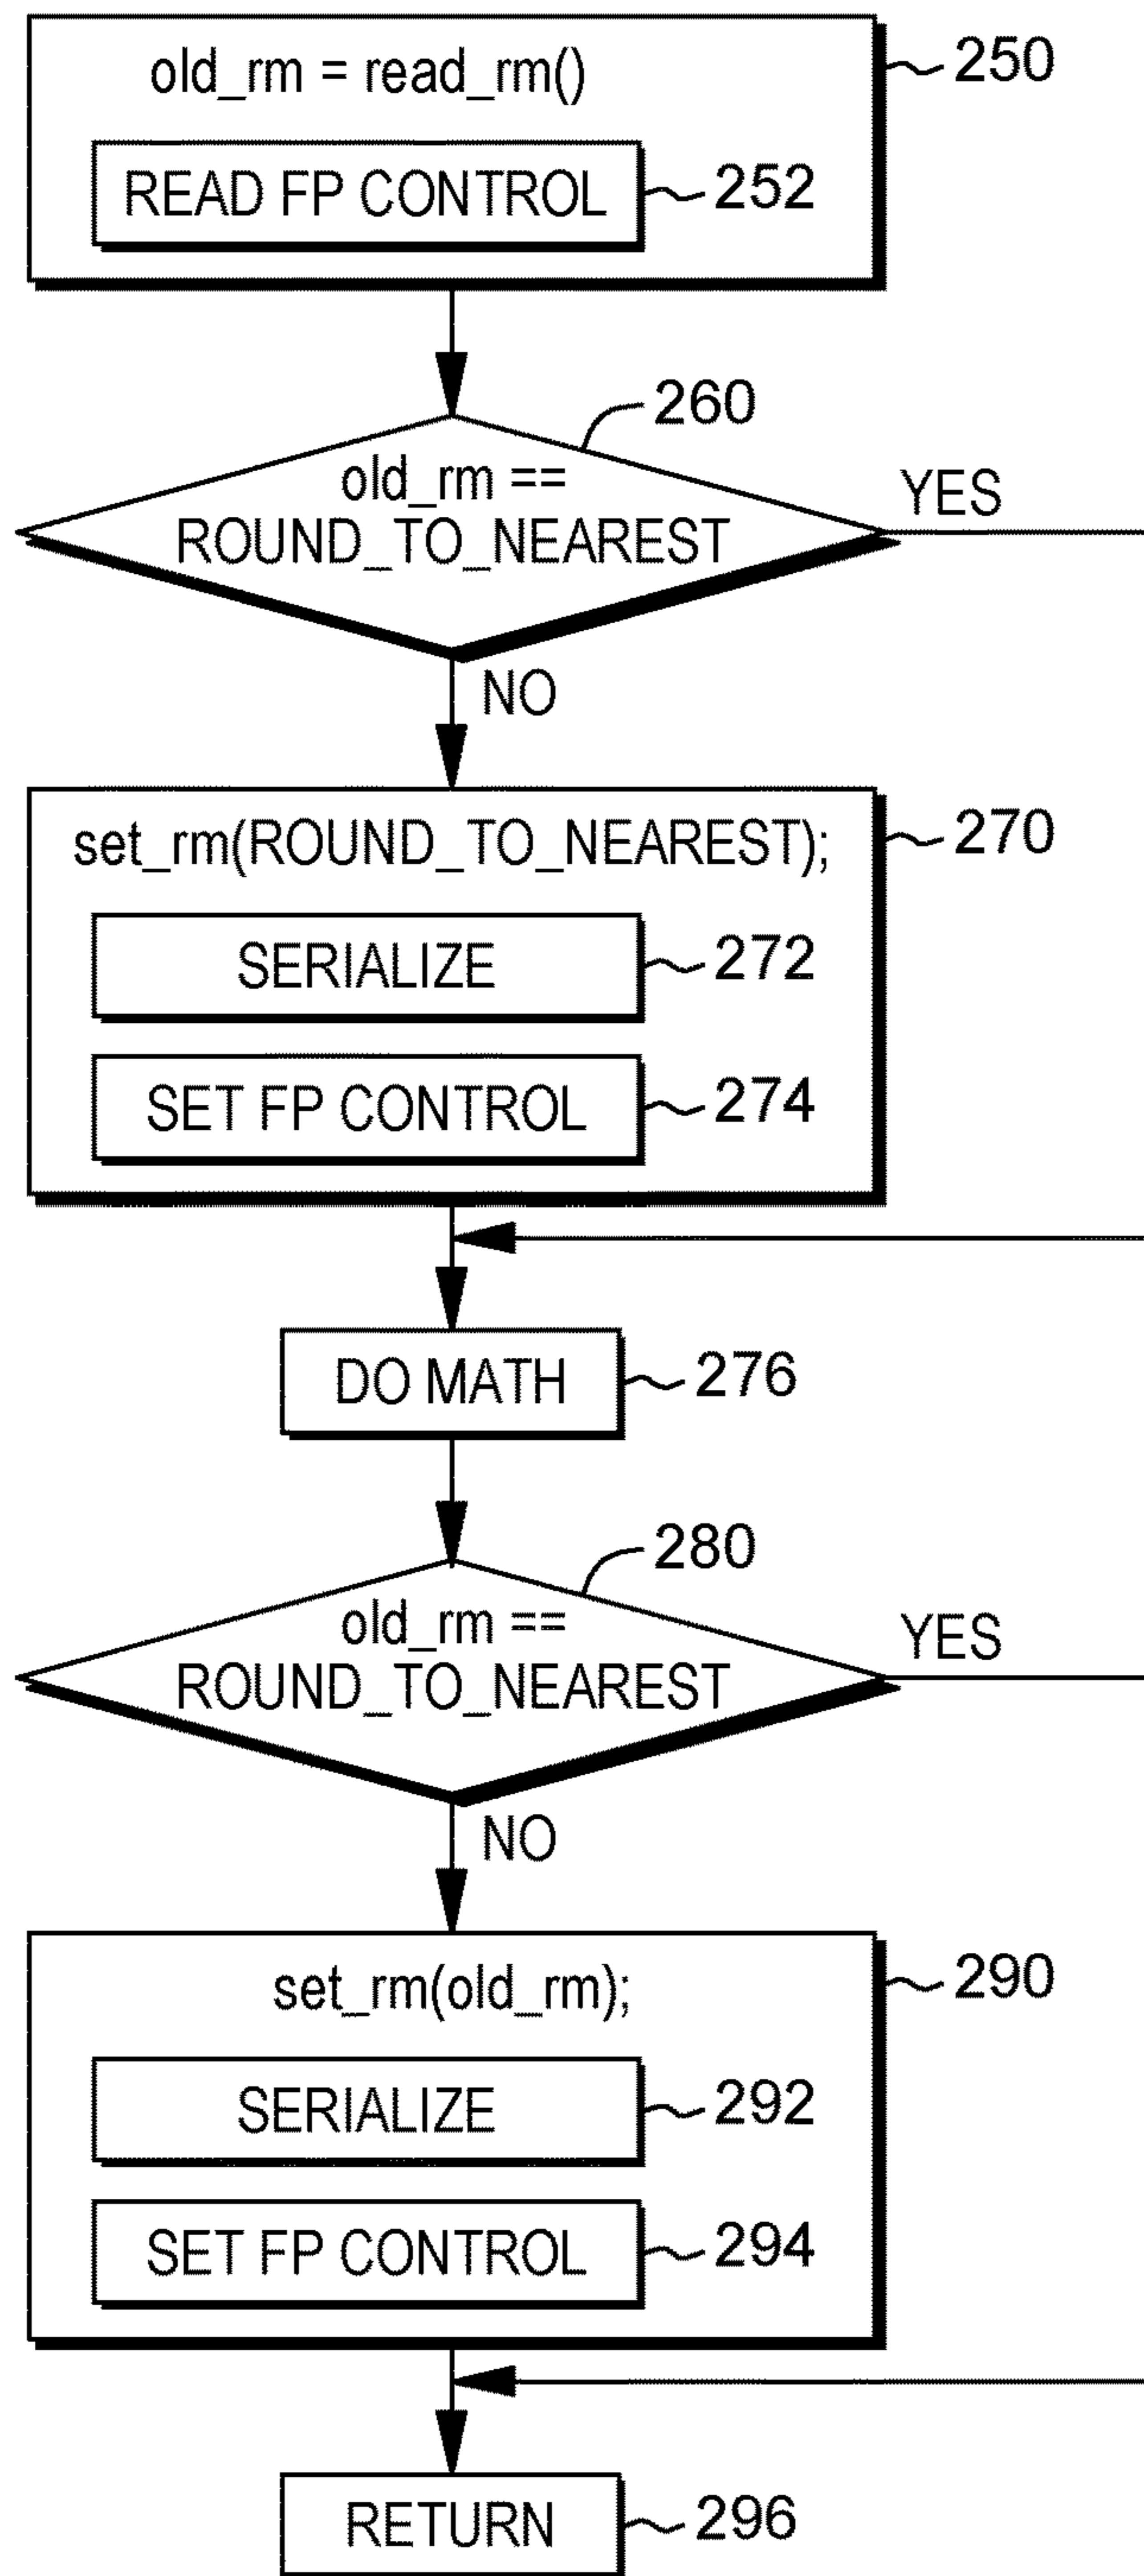 old_rm = read_rm()
250
READ FP CONTROL
252
260
old_rm ==
YES
ROUND_TO_NEAREST
NO
set_rm(ROUND_TO_NEAREST);
270
SERIALIZE
272
SET FP CONTROL
274
DO MATH
276
280
old_rm ==
YES
ROUND_TO_NEAREST
NO
set_rm(old_rm);
290
SERIALIZE
292
SET FP CONTROL
294
RETURN
296